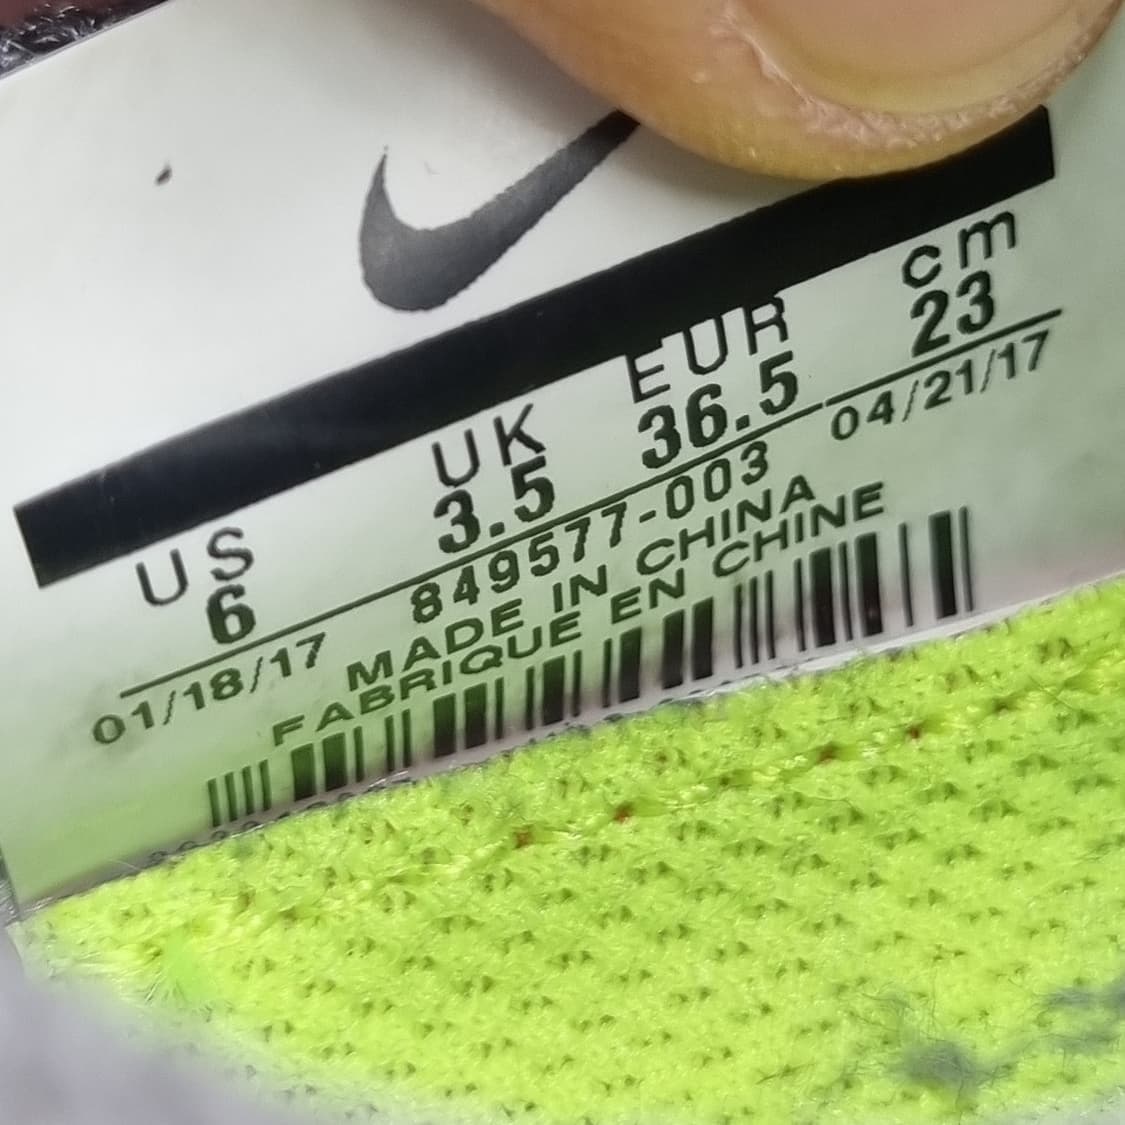 US UK EUR cm
6 3.5 36.5 23
01/18/17 849577-003 04/21/17
MADE IN CHINA
FABRIQUE EN CHINE